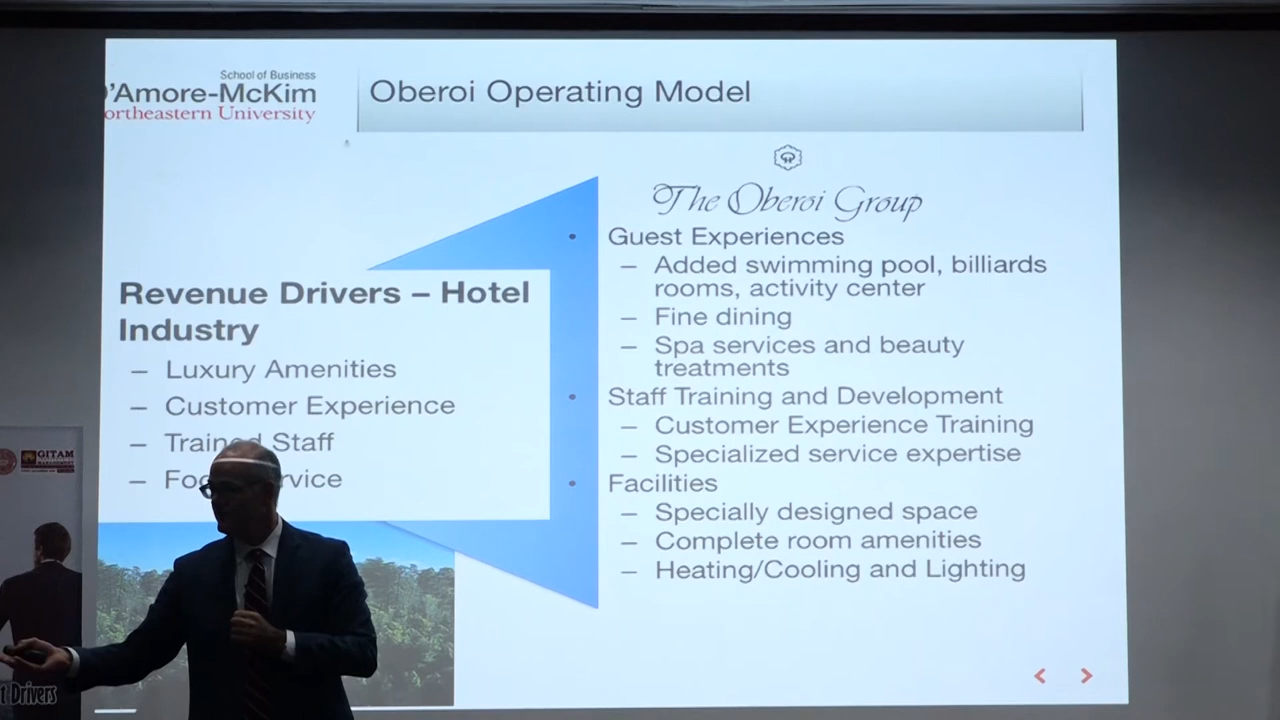 School of Business
'Amore-McKim
ortheastern University
Oberoi Operating Model
The Oberoi Group
Revenue Drivers – Hotel
Industry
– Luxury Amenities
– Customer Experience
– Trained Staff
– Foo rvice
• Guest Experiences
– Added swimming pool, billiards
rooms, activity center
– Fine dining
– Spa services and beauty
treatments
• Staff Training and Development
– Customer Experience Training
– Specialized service expertise
• Facilities
– Specially designed space
– Complete room amenities
– Heating/Cooling and Lighting
< >
GITAM
t Drivers